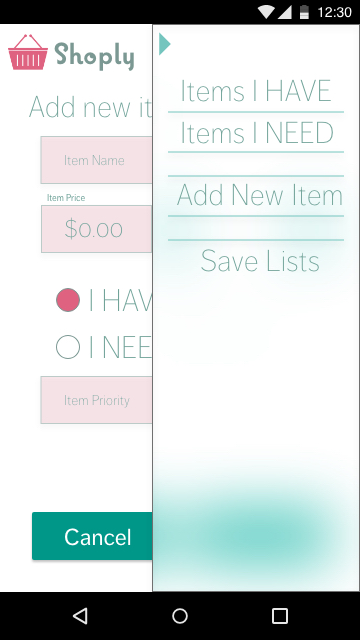 12:30
Shoply
Add new it
Item Name
Item Price
$0.00
I HAV
I NEE
Item Priority
Cancel
Items I HAVE
Items I NEED
Add New Item
Save Lists